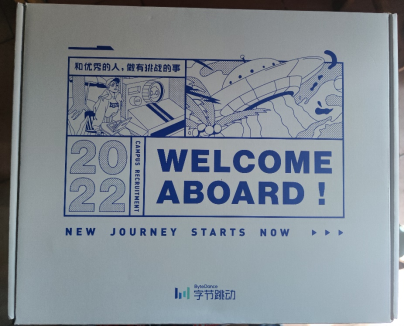 和优秀的人，做有挑战的事
2022
CAMPUS RECRUITMENT
WELCOME
ABOARD !
NEW JOURNEY STARTS NOW
ByteDance
字节跳动